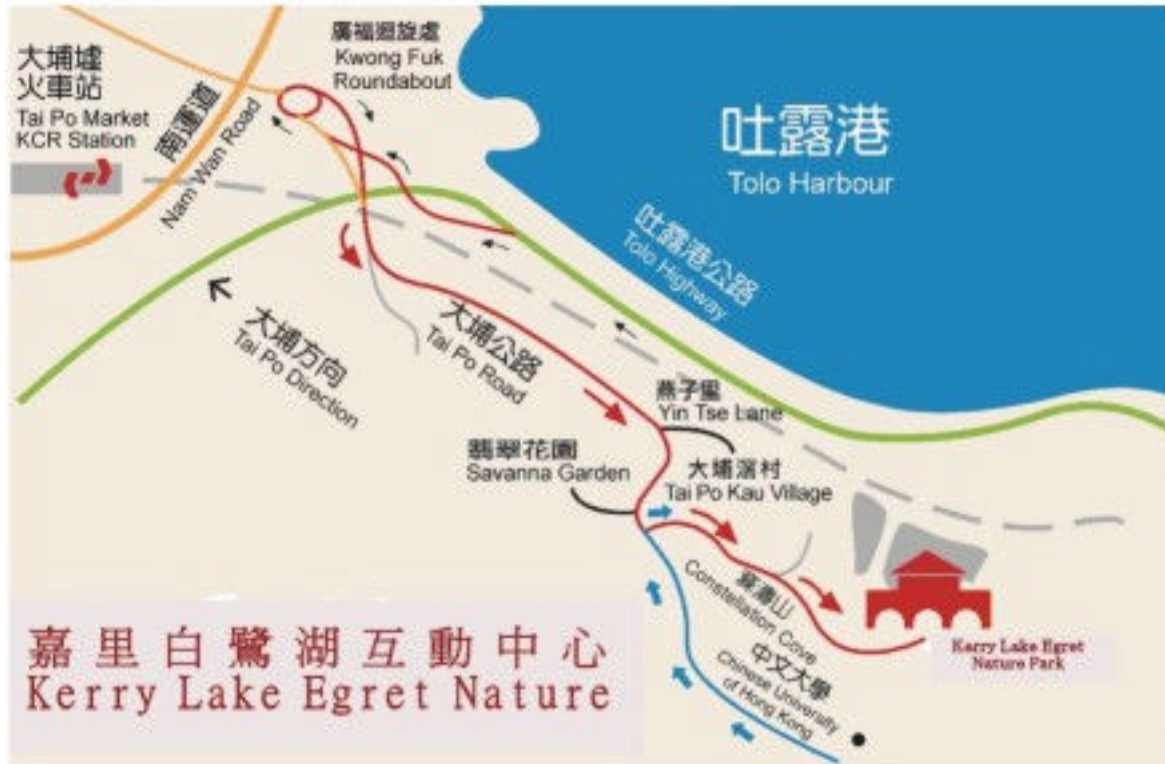 大埔墟
火車站
Tai Po Market
KCR Station
南運道
Nam Wan Road
廣福迴旋處
Kwong Fuk
Roundabout
吐露港
Tolo Harbour
吐露港公路
Tolo Highway
大埔方向
Tai Po Direction
大埔公路
Tai Po Road
燕子里
Yin Tse Lane
翡翠花園
Savanna Garden
大埔滘村
Tai Po Kau Village
Constellation Cove
中文大學
Chinese University
of Hong Kong
Kerry Lake Egret
Nature Park
嘉里白鷺湖互動中心
Kerry Lake Egret Nature